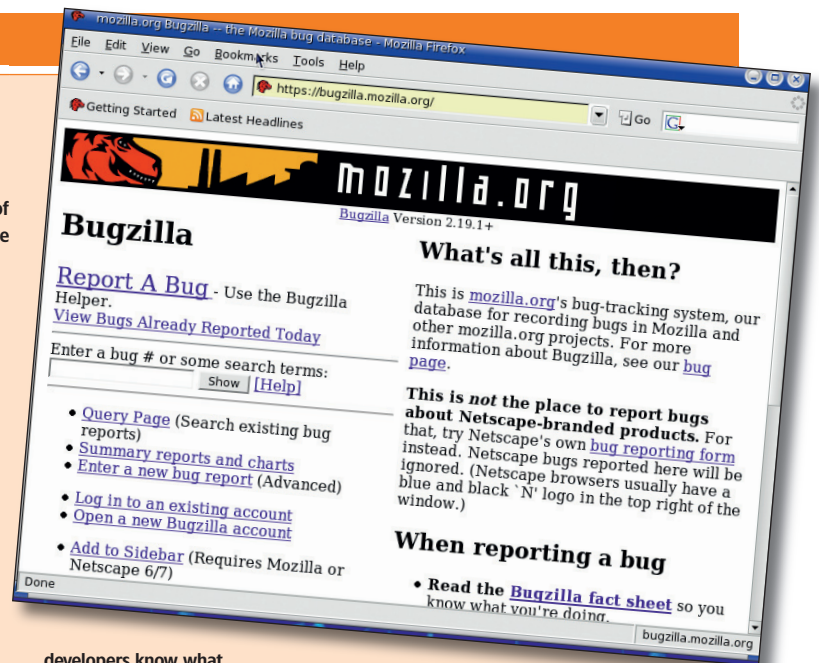 of
e
mozilla.org Bugzilla -- the Mozilla bug database - Mozilla Firefox
File Edit View Go Bookmarks Tools Help
https://bugzilla.mozilla.org/
Go
G
Getting Started Latest Headlines
mozilla.org
Bugzilla Version 2.19.1+
Bugzilla
Report A Bug - Use the Bugzilla
Helper.
View Bugs Already Reported Today
Enter a bug # or some search terms:
Show [Help]
• Query Page (Search existing bug
reports)
• Summary reports and charts
• Enter a new bug report (Advanced)
• Log in to an existing account
• Open a new Bugzilla account
• Add to Sidebar (Requires Mozilla or
Netscape 6/7)
What's all this, then?
This is mozilla.org's bug-tracking system, our
database for recording bugs in Mozilla and
other mozilla.org projects. For more
information about Bugzilla, see our bug
page.
This is not the place to report bugs
about Netscape-branded products. For
that, try Netscape's own bug reporting form
instead. Netscape bugs reported here will be
ignored. (Netscape browsers usually have a
blue and black `N' logo in the top right of the
window.)
When reporting a bug
• Read the Bugzilla fact sheet so you
know what you're doing.
Done
bugzilla.mozilla.org
developers know what